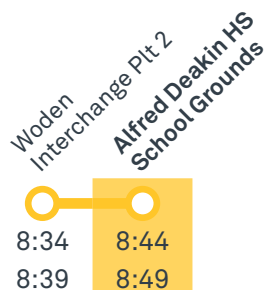 Woden
Interchange Plt 2
Alfred Deakin HS
School Grounds
8:34 8:44
8:39 8:49